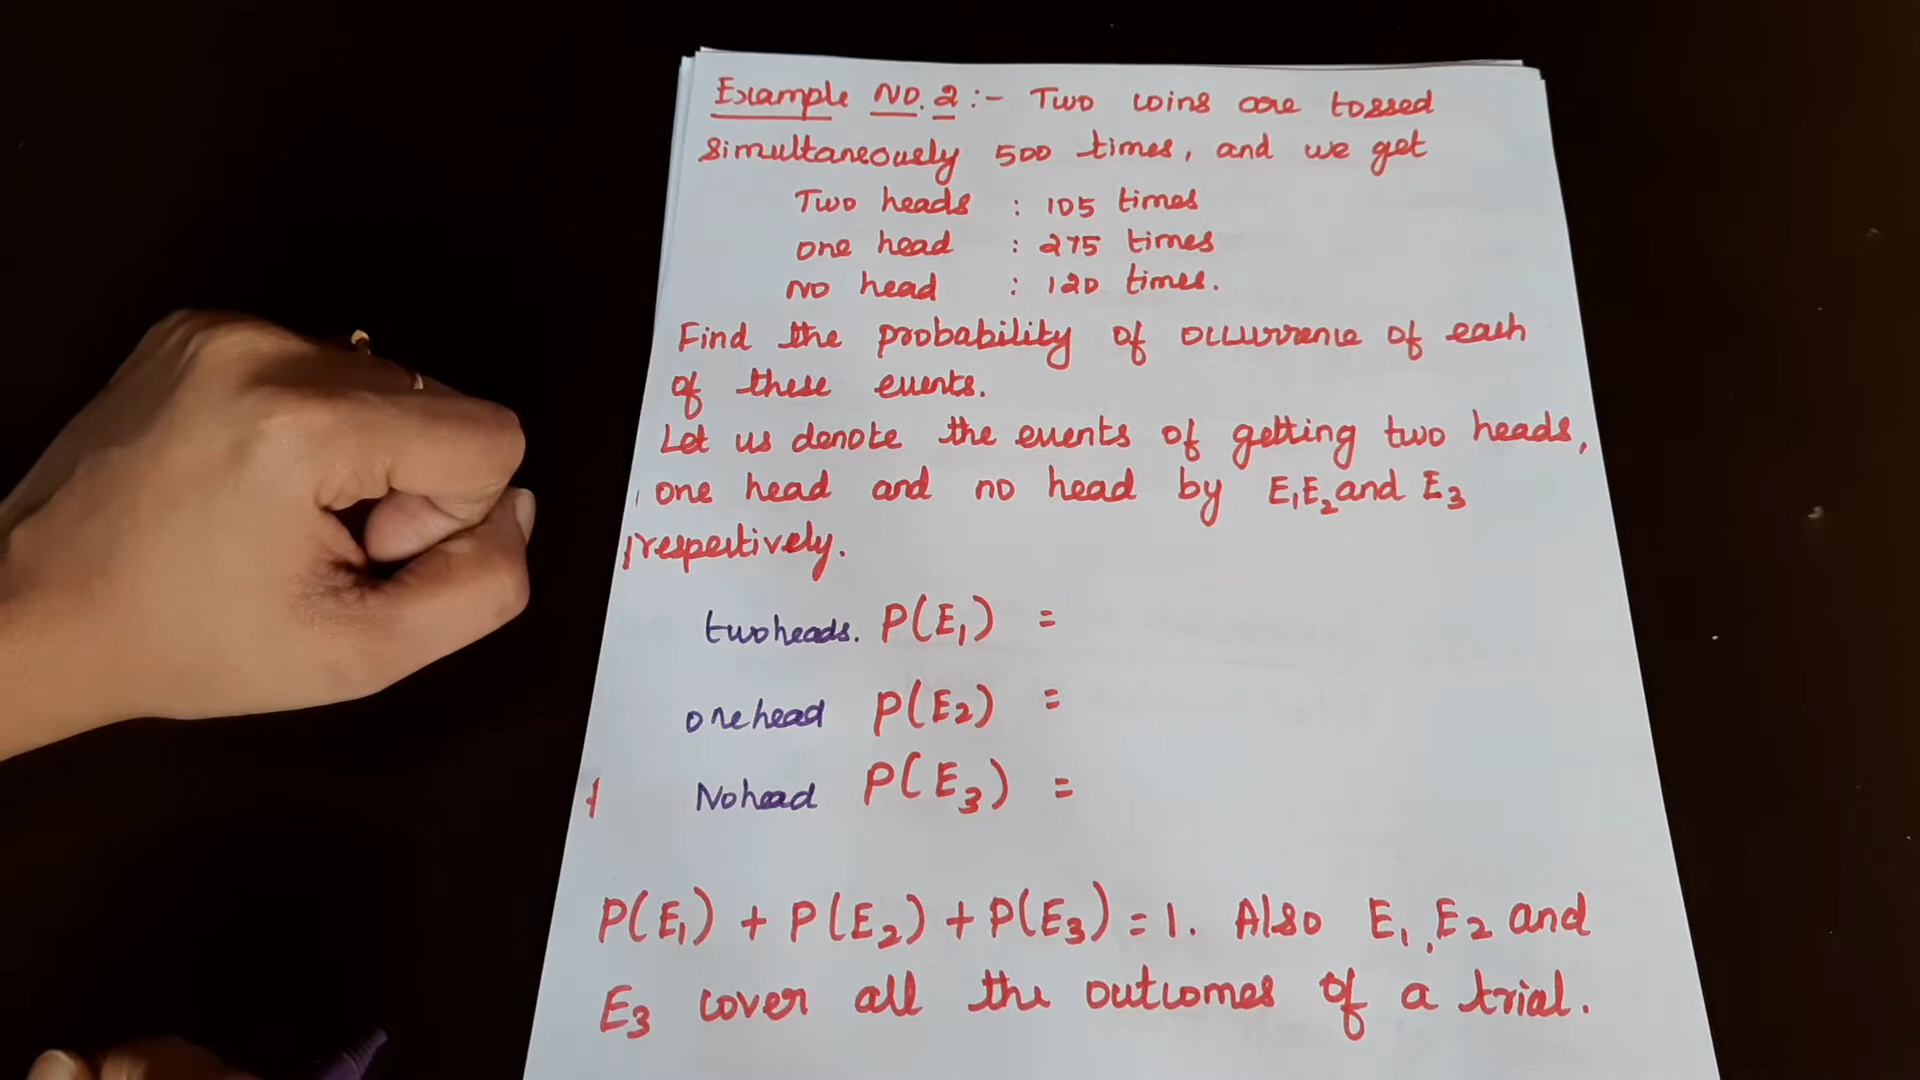 Example No.2:- Two coins are tossed
simultaneously 500 times, and we get
Two heads : 105 times
one head : 275 times
No head : 120 times.
Find the probability of occurrence of each
of these events.
Let us denote the events of getting two heads,
one head and no head by E₁E₂and E₃
respectively.
twoheads. P(E₁) =
onehead P(E2) =
Nohead P(E₃) =
P(E₁) + P(E₂) + P(E₃) = 1. Also E₁,E2 and
E₃ cover all the outcomes of a trial.